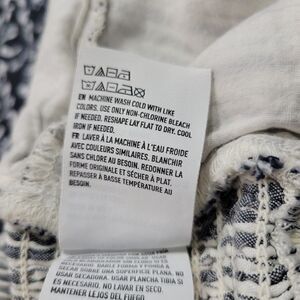 EN MACHINE WASH COLD WITH LIKE
COLORS. USE ONLY NON-CHLORINE BLEACH
IF NEEDED. RESHAPE LAY FLAT TO DRY. COOL
IRON IF NEEDED.
FR LAVER À LA MACHINE À L'EAU FROIDE
AVEC COULEURS SIMILAIRES. BLANCHIR
SANS CHLORE AU BESOIN. REDONNER LA
FORME ORIGINALE ET SÉCHER À PLAT,
REPASSER À BASSE TEMPÉRATURE AU
BESOIN.
SECAR SOBRE UNA SUPERFICIE PLANA. NO
USAR SECADORA. USAR PLANCHA TIBIA SI
ES NECESARIO. NO LAVAR EN SECO.
MANTENER LEJOS DEL FUEGO